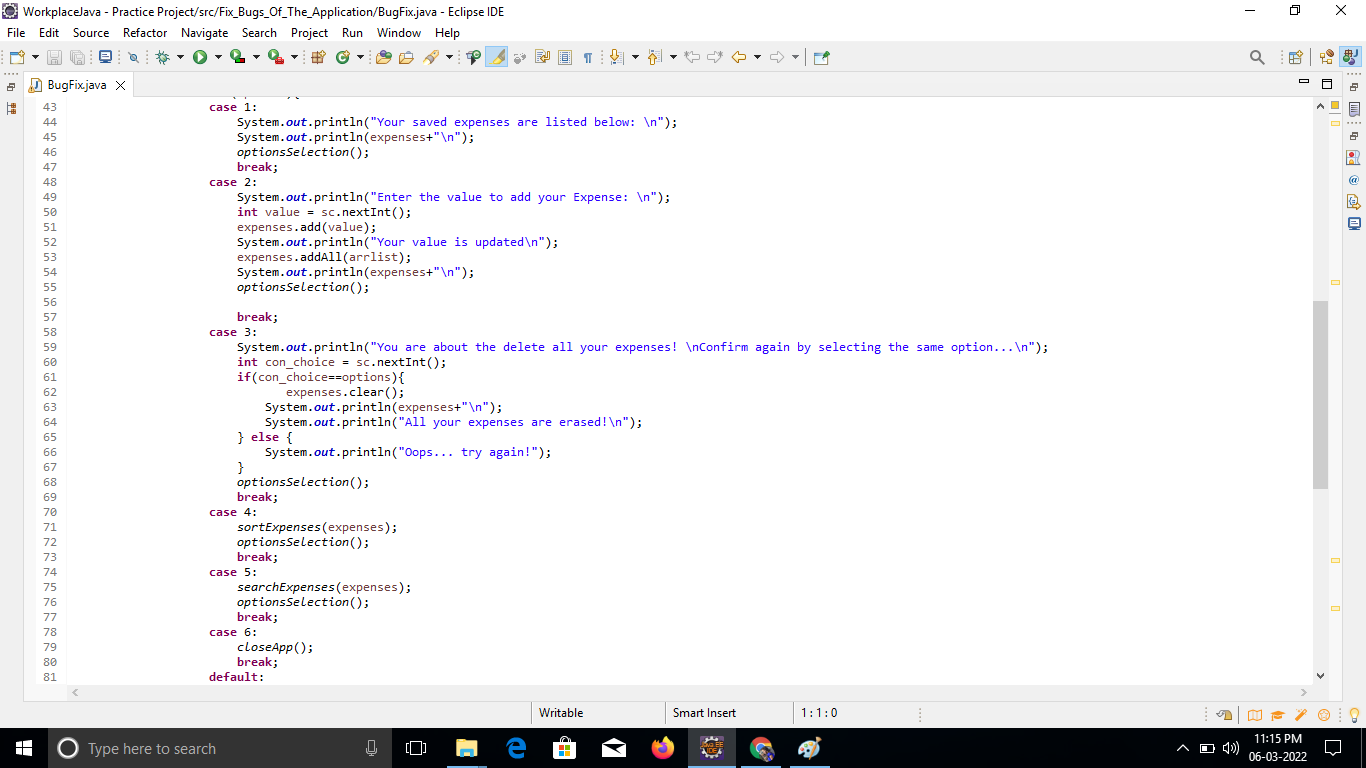 WorkplaceJava - Practice Project/src/Fix_Bugs_Of_The_Application/BugFix.java - Eclipse IDE
File Edit Source Refactor Navigate Search Project Run Window Help
BugFix.java
43 case 1:
44 System.out.println("Your saved expenses are listed below: \n");
45 System.out.println(expenses+"\n");
46 optionsSelection();
47 break;
48 case 2:
49 System.out.println("Enter the value to add your Expense: \n");
50 int value = sc.nextInt();
51 expenses.add(value);
52 System.out.println("Your value is updated\n");
53 expenses.addAll(arrlist);
54 System.out.println(expenses+"\n");
55 optionsSelection();
56
57 break;
58 case 3:
59 System.out.println("You are about the delete all your expenses! \nConfirm again by selecting the same option...\n");
60 int con_choice = sc.nextInt();
61 if(con_choice==options){
62 expenses.clear();
63 System.out.println(expenses+"\n");
64 System.out.println("All your expenses are erased!\n");
65 } else {
66 System.out.println("Oops... try again!");
67 }
68 optionsSelection();
69 break;
70 case 4:
71 sortExpenses(expenses);
72 optionsSelection();
73 break;
74 case 5:
75 searchExpenses(expenses);
76 optionsSelection();
77 break;
78 case 6:
79 closeApp();
80 break;
81 default:
Writable Smart Insert 1 : 1 : 0
Type here to search
11:15 PM
06-03-2022